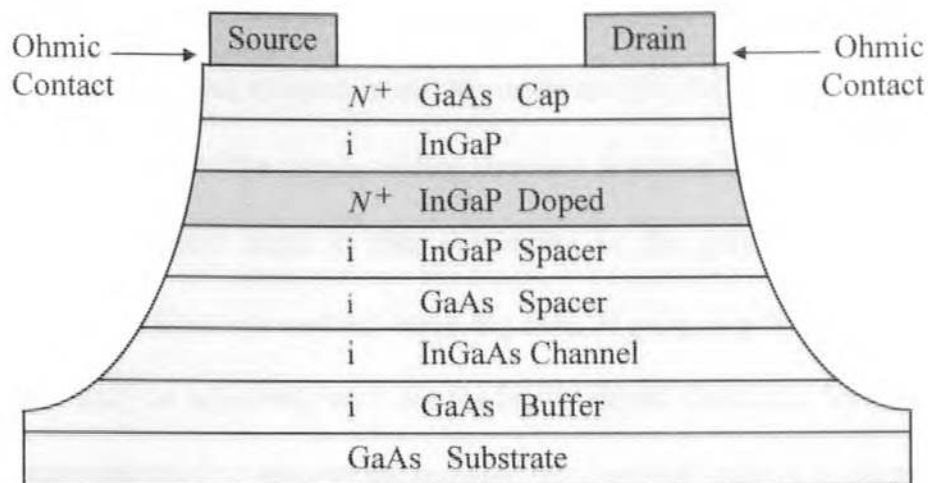 Source
Drain
Ohmic
Contact
Ohmic
Contact
N+ GaAs Cap
i InGaP
N+ InGaP Doped
i InGaP Spacer
i GaAs Spacer
i InGaAs Channel
i GaAs Buffer
GaAs Substrate